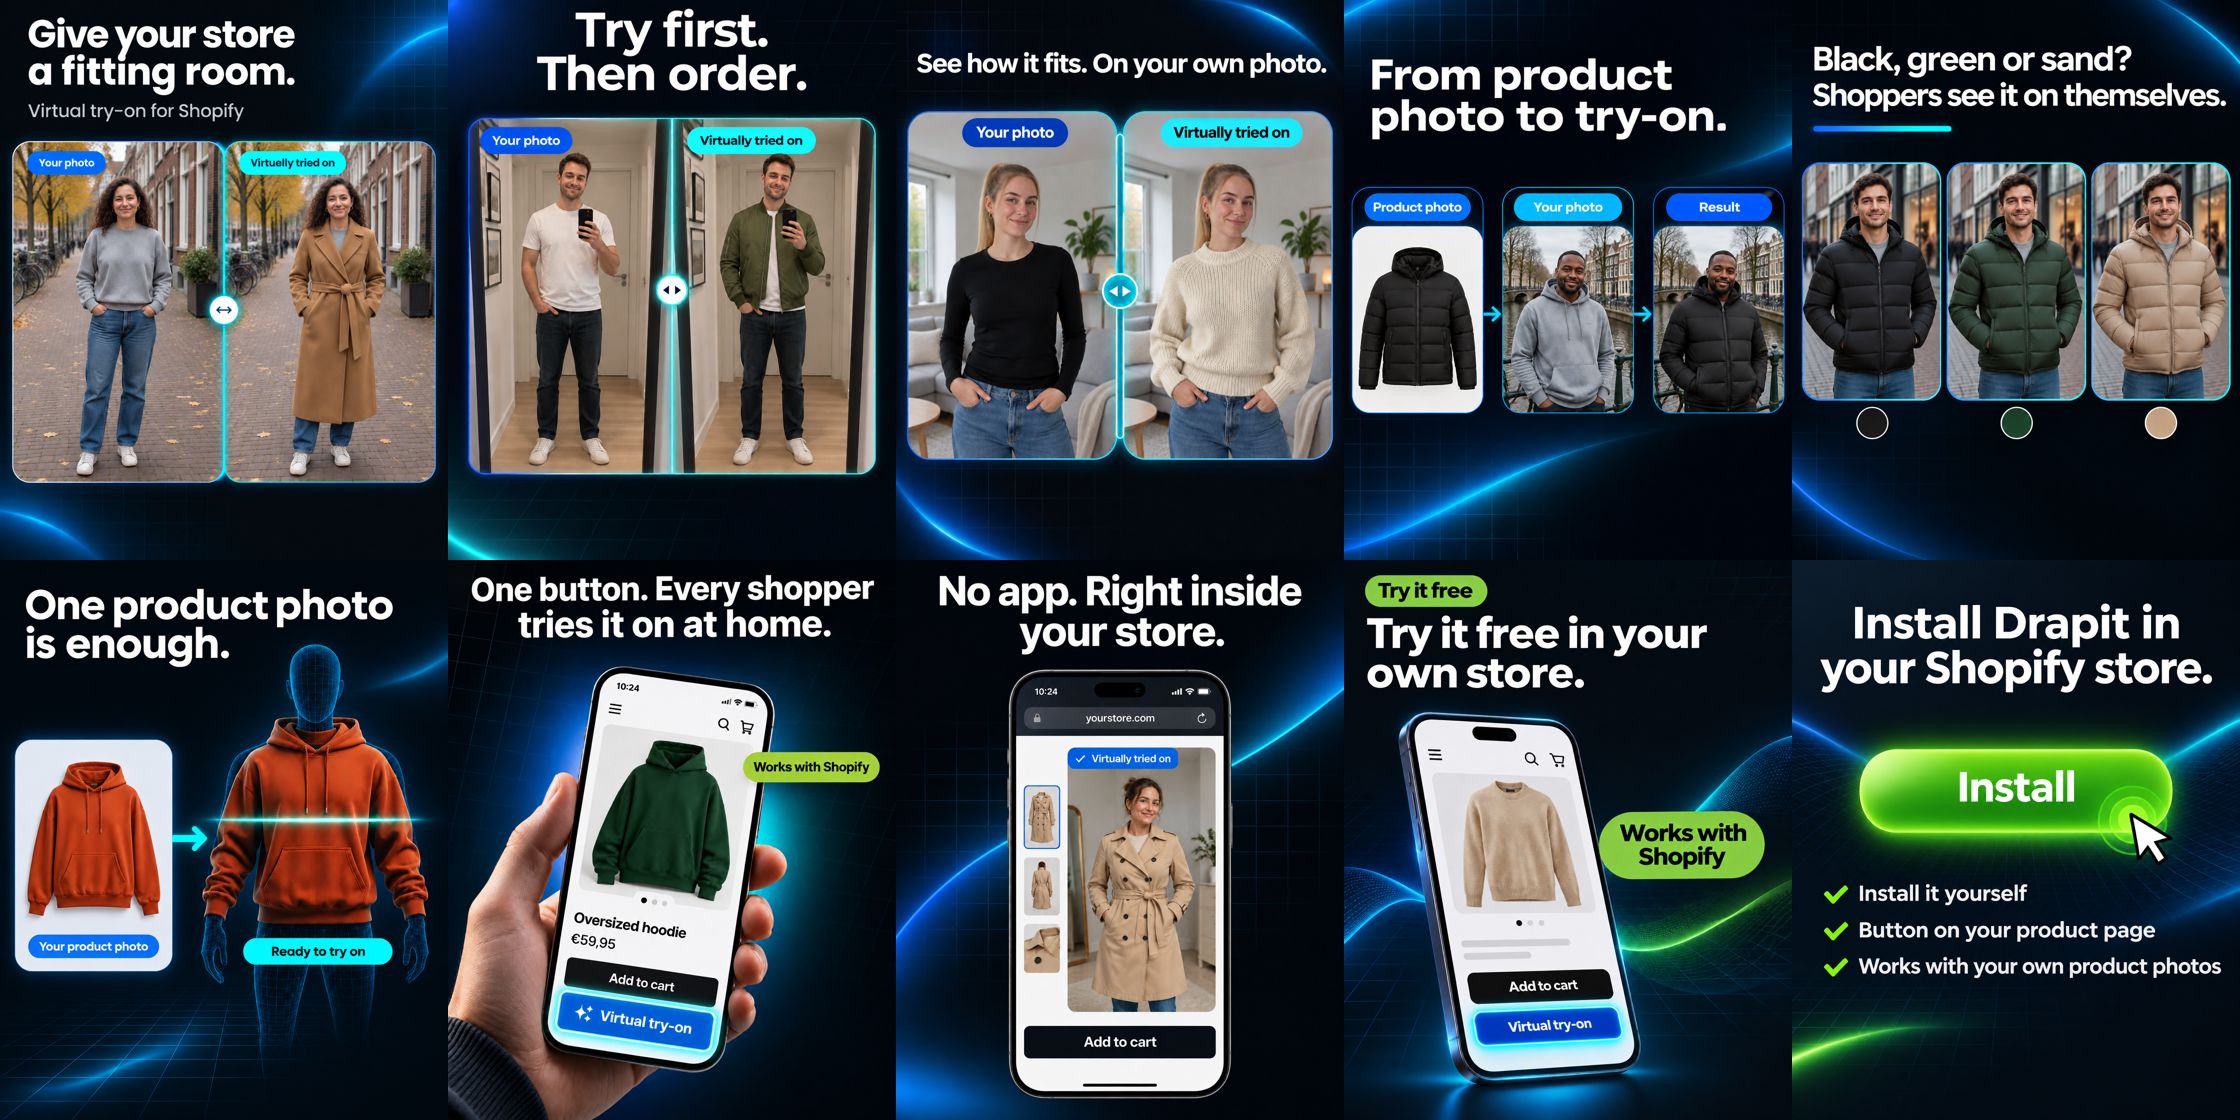 Give your store
a fitting room.
Virtual try-on for Shopify
Your photo
Virtuelly tried on
Try first.
Then order.
Your photo
Virtually tried on
See how it fits. On your own photo.
Your photo
Virtually tried on
From product
photo to try-on.
Product photo
Your photo
Result
Black, green or sand?
Shoppers see it on themselves.
One product photo
is enough.
Your product photo
Ready to try on
One button. Every shopper
tries it on at home.
10:24
Works with Shopify
Oversized hoodie
€59,95
Add to cart
Virtual try-on
No app. Right inside
your store.
10:24
yourstore.com
Virtually tried on
Add to cart
Try it free
Try it free in your
own store.
Works with
Shopify
Add to cart
Virtual try-on
Install Drapit in
your Shopify store.
Install
Install it yourself
Button on your product page
Works with your own product photos